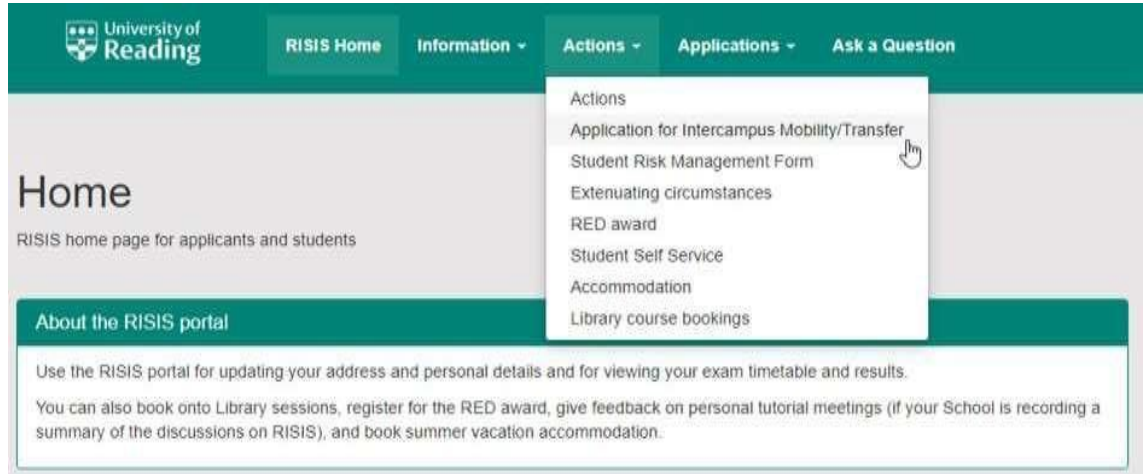 University of
Reading
RISIS Home Information Actions Applications Ask a Question
Actions
Application for Intercampus Mobility/Transfer
Student Risk Management Form
Extenuating circumstances
RED award
Student Self Service
Accommodation
Library course bookings
Home
RISIS home page for applicants and students
About the RISIS portal
Use the RISIS portal for updating your address and personal details and for viewing your exam timetable and results.
You can also book onto Library sessions, register for the RED award, give feedback on personal tutorial meetings (if your School is recording a
summary of the discussions on RISIS), and book summer vacation accommodation.